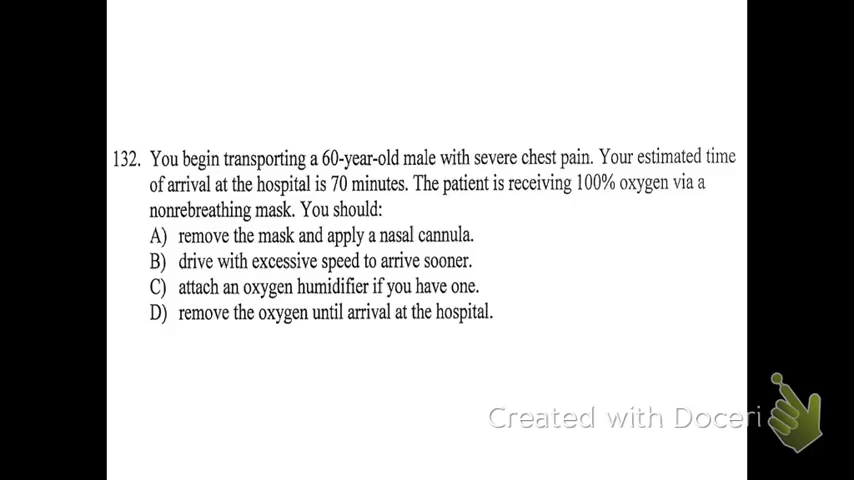 132. You begin transporting a 60-year-old male with severe chest pain. Your estimated time
of arrival at the hospital is 70 minutes. The patient is receiving 100% oxygen via a
nonrebreathing mask. You should:
A) remove the mask and apply a nasal cannula.
B) drive with excessive speed to arrive sooner.
C) attach an oxygen humidifier if you have one.
D) remove the oxygen until arrival at the hospital.
Created with Doceri